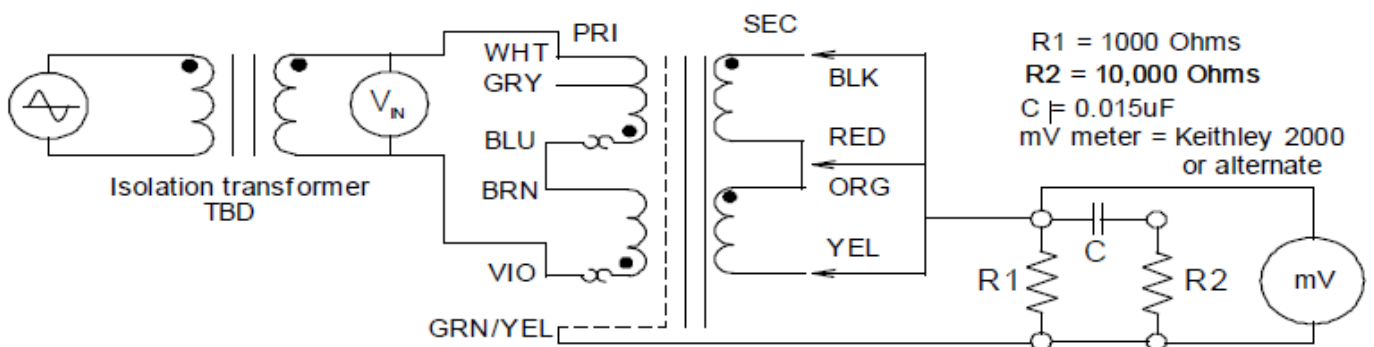 PRI
SEC
WHT
GRY
BLU
BRN
VIO
GRN/YEL
VIN
Isolation transformer
TBD
BLK
RED
ORG
YEL
R1 = 1000 Ohms
R2 = 10,000 Ohms
C = 0.015uF
mV meter = Keithley 2000
or alternate
C
R1
R2
mV